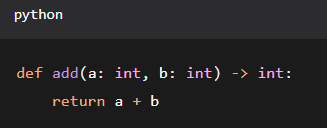 python
def add(a: int, b: int) -> int:
    return a + b